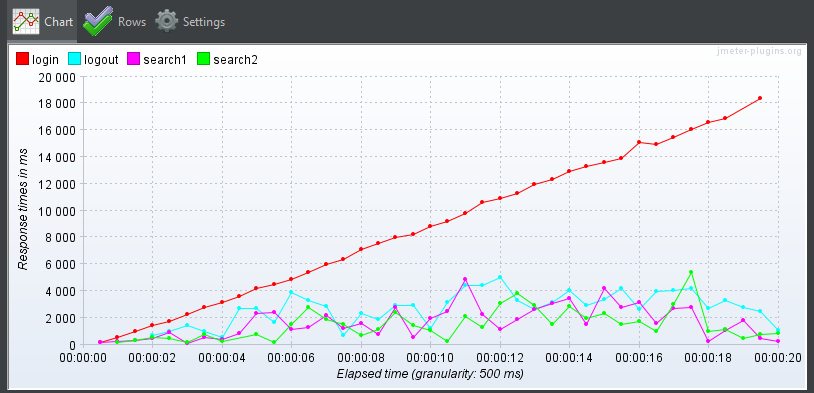 Chart Rows Settings
jmeter-plugins.org
login logout search1 search2
20 000
18 000
16 000
14 000
12 000
10 000
8 000
6 000
4 000
2 000
0
Response times in ms
00:00:00 00:00:02 00:00:04 00:00:06 00:00:08 00:00:10 00:00:12 00:00:14 00:00:16 00:00:18 00:00:20
Elapsed time (granularity: 500 ms)